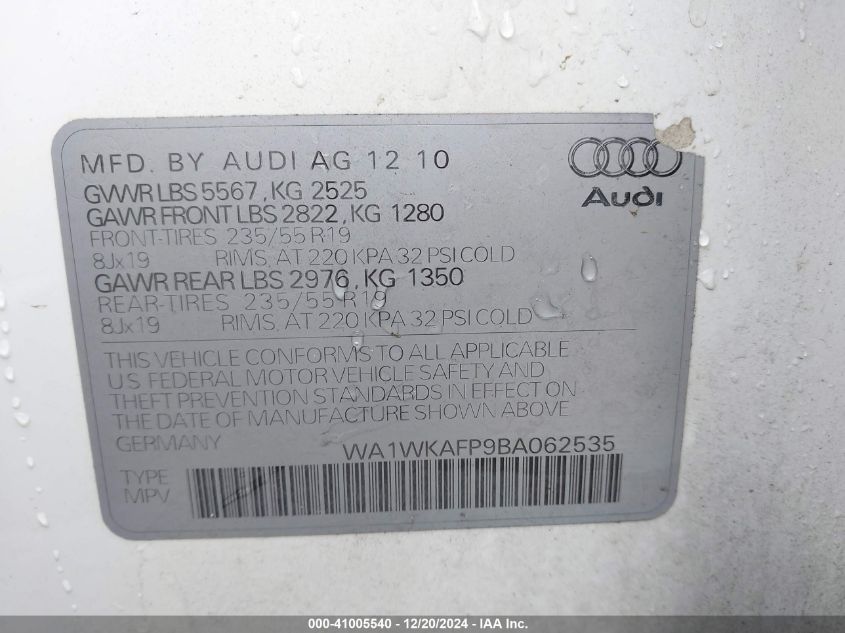 MFD. BY AUDI AG 12 10
Audi
GVWR LBS 5567, KG 2525
GAWR FRONT LBS 2822, KG 1280
FRONT-TIRES 235/55 R19
8Jx19 RIMS, AT 220 KPA 32 PSI COLD
GAWR REAR LBS 2976, KG 1350
REAR-TIRES 235/55 R19
8Jx19 RIMS, AT 220 KPA 32 PSI COLD
THIS VEHICLE CONFORMS TO ALL APPLICABLE
US FEDERAL MOTOR VEHICLE SAFETY AND
THEFT PREVENTION STANDARDS IN EFFECT ON
THE DATE OF MANUFACTURE SHOWN ABOVE
GERMANY WA1WKAFP9BA062535
TYPE
MPV
000-41005540 - 12/20/2024 - IAA Inc.